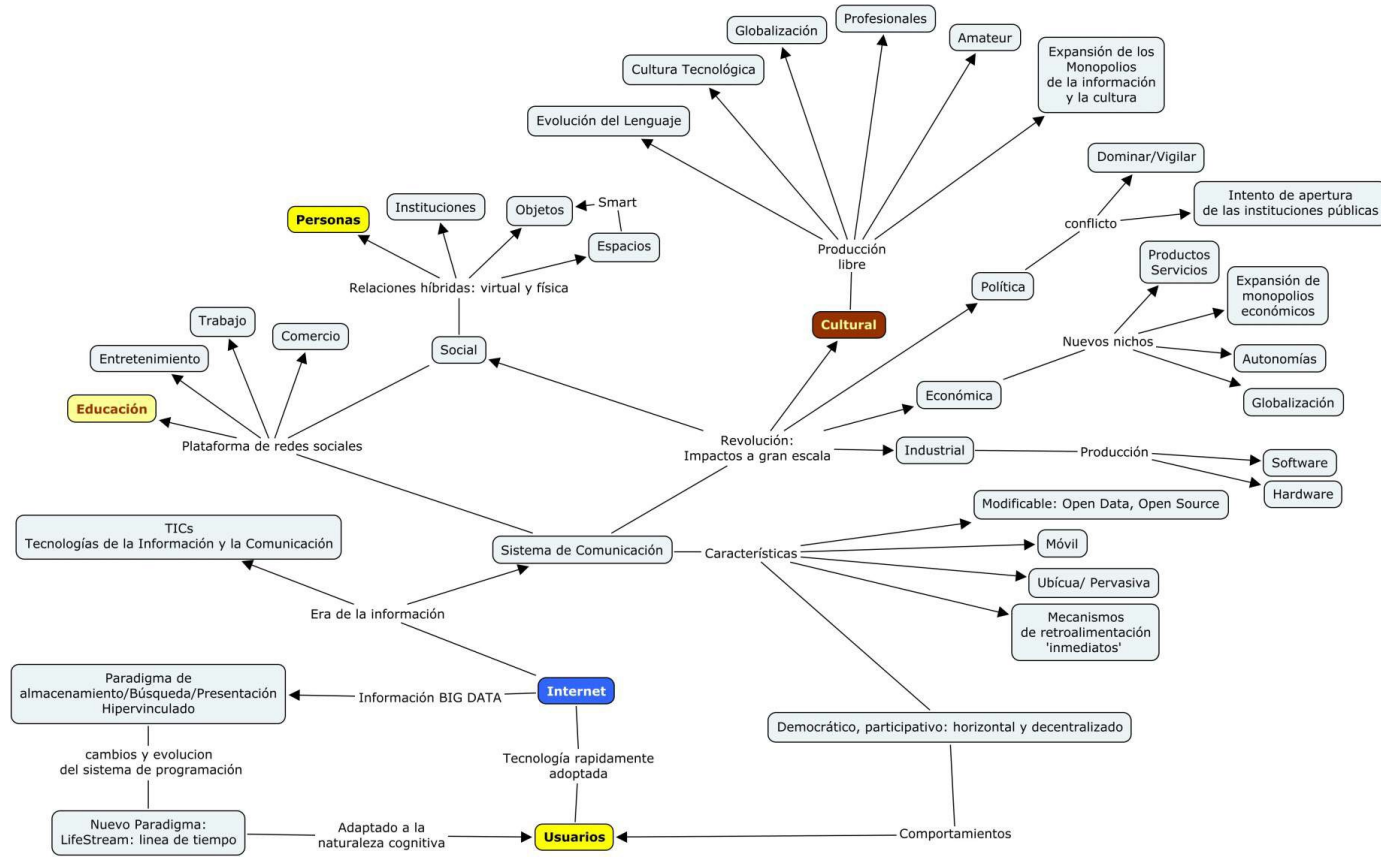 Profesionales
Globalización
Amateur
Expansión de los
Monopolios
de la información
y la cultura
Cultura Tecnológica
Evolución del Lenguaje
Dominar/Vigilar
Intento de apertura
de las instituciones públicas
conflicto
Personas
Instituciones
Objetos
Smart
Espacios
Producción
libre
Relaciones híbridas: virtual y física
Política
Productos
Servicios
Expansión de
monopolios
económicos
Cultural
Trabajo
Comercio
Entretenimiento
Social
Nuevos nichos
Autonomías
Educación
Económica
Globalización
Plataforma de redes sociales
Revolución:
Impactos a gran escala
Industrial
Producción
Software
Hardware
Modificable: Open Data, Open Source
TICs
Tecnologías de la Información y la Comunicación
Sistema de Comunicación
Características
Móvil
Ubícua/ Pervasiva
Era de la información
Mecanismos
de retroalimentación
'inmediatos'
Paradigma de
almacenamiento/Búsqueda/Presentación
Hipervinculado
Información BIG DATA
Internet
Democrático, participativo: horizontal y decentralizado
cambios y evolucion
del sistema de programación
Tecnología rapidamente
adoptada
Nuevo Paradigma:
LifeStream: linea de tiempo
Adaptado a la
naturaleza cognitiva
Usuarios
Comportamientos